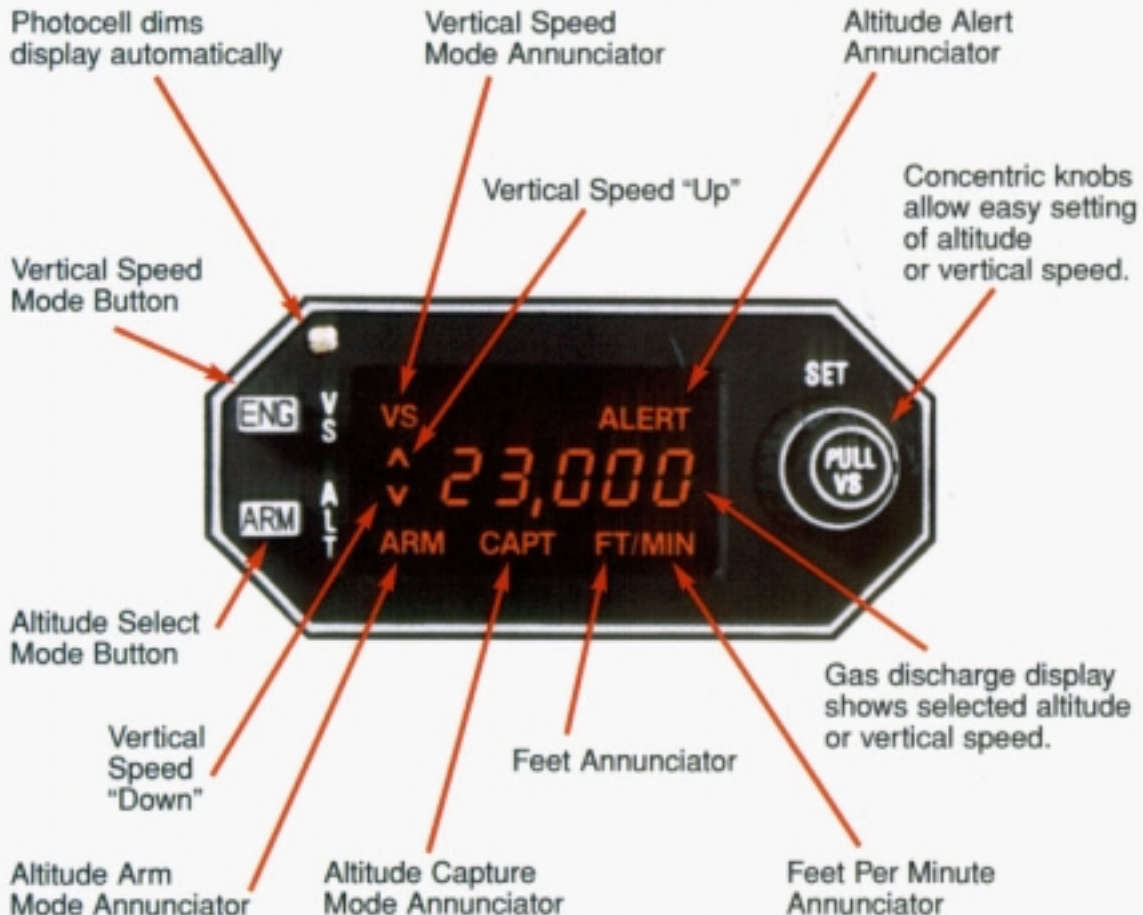 Photocell dims
display automatically
Vertical Speed
Mode Annunciator
Altitude Alert
Annunciator
Vertical Speed “Up”
Concentric knobs
allow easy setting
of altitude
or vertical speed.
Vertical Speed
Mode Button
SET
ENG
VS
VS
ALERT
PULL
VS
23,000
ARM
ALT
ARM CAPT FT/MIN
Altitude Select
Mode Button
Gas discharge display
shows selected altitude
or vertical speed.
Vertical
Speed
“Down”
Feet Annunciator
Altitude Arm
Mode Annunciator
Altitude Capture
Mode Annunciator
Feet Per Minute
Annunciator